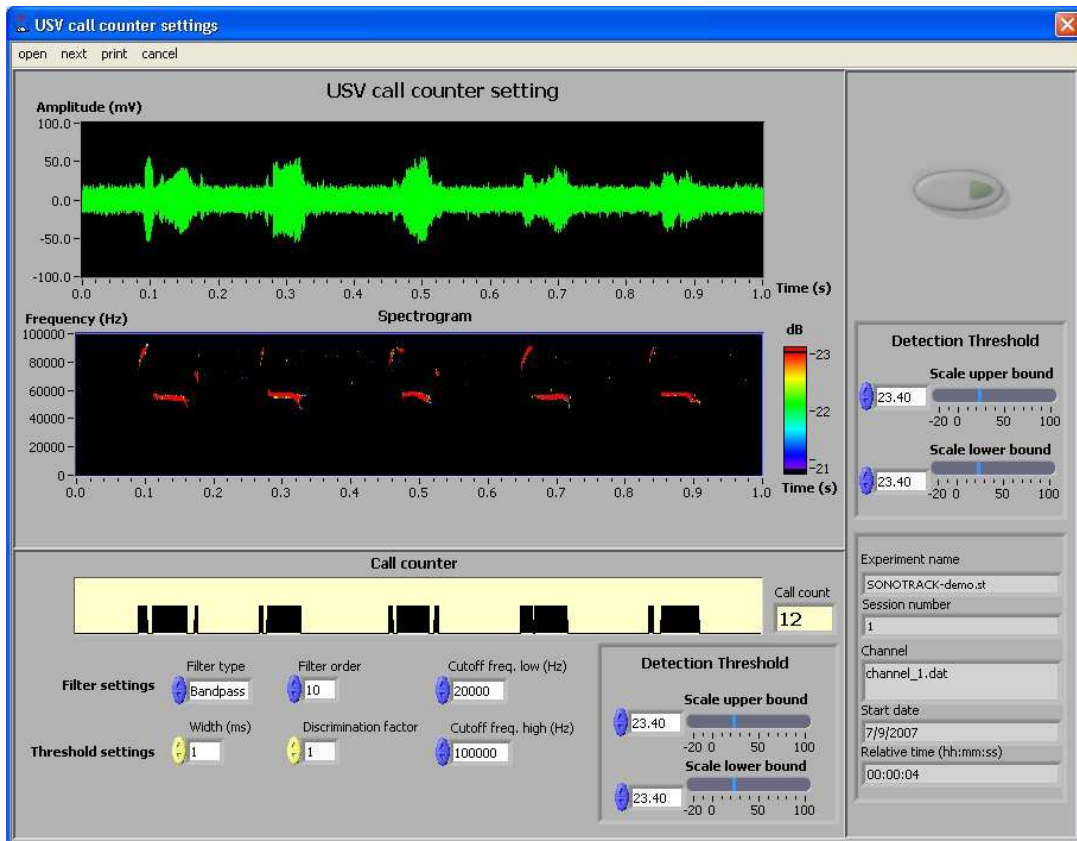 USV call counter settings
open next print cancel
USV call counter setting
Amplitude (mV)
100.0
50.0
0.0
-50.0
-100.0
0.0 0.1 0.2 0.3 0.4 0.5 0.6 0.7 0.8 0.9 1.0
Time (s)
Frequency (Hz)
Spectrogram
100000
80000
60000
40000
20000
0
0.0 0.1 0.2 0.3 0.4 0.5 0.6 0.7 0.8 0.9 1.0
Time (s)
dB
-23
-22
-21
Detection Threshold
Scale upper bound
23.40
-20 0 50 100
Scale lower bound
23.40
-20 0 50 100
Call counter
Call count
12
Filter settings
Filter type
Bandpass
Filter order
10
Cutoff freq. low (Hz)
20000
Threshold settings
Width (ms)
1
Discrimination factor
1
Cutoff freq. high (Hz)
100000
Detection Threshold
Scale upper bound
23.40
-20 0 50 100
Scale lower bound
23.40
-20 0 50 100
Experiment name
SONOTRACK-demo.st
Session number
1
Channel
channel_1.dat
Start date
7/9/2007
Relative time (hh:mm:ss)
00:00:04